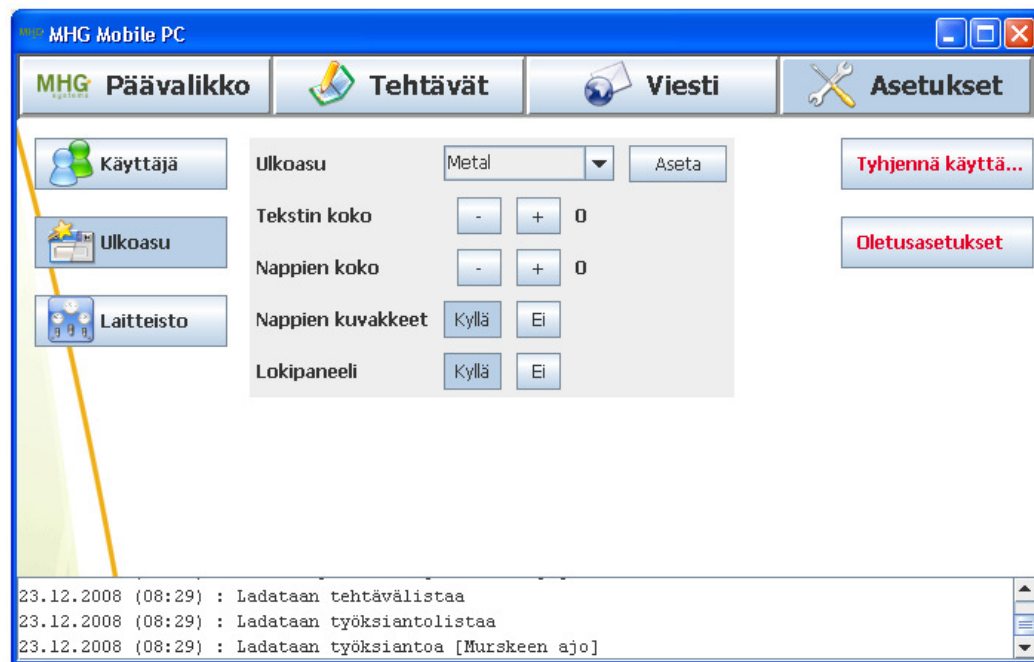 MHG MHG Mobile PC
MHG systems Päävalikko Tehtävät Viesti Asetukset
Käyttäjä Ulkoasu Metal Aseta Tyhjennä käyttä...
Tekstin koko - + 0
Ulkoasu Oletusasetukset
Nappien koko - + 0
Laitteisto Nappien kuvakkeet Kyllä Ei
Lokipaneeli Kyllä Ei
23.12.2008 (08:29) : Ladataan tehtävälistaa
23.12.2008 (08:29) : Ladataan työksiantolistaa
23.12.2008 (08:29) : Ladataan työksiantoa [Murskeen ajo]